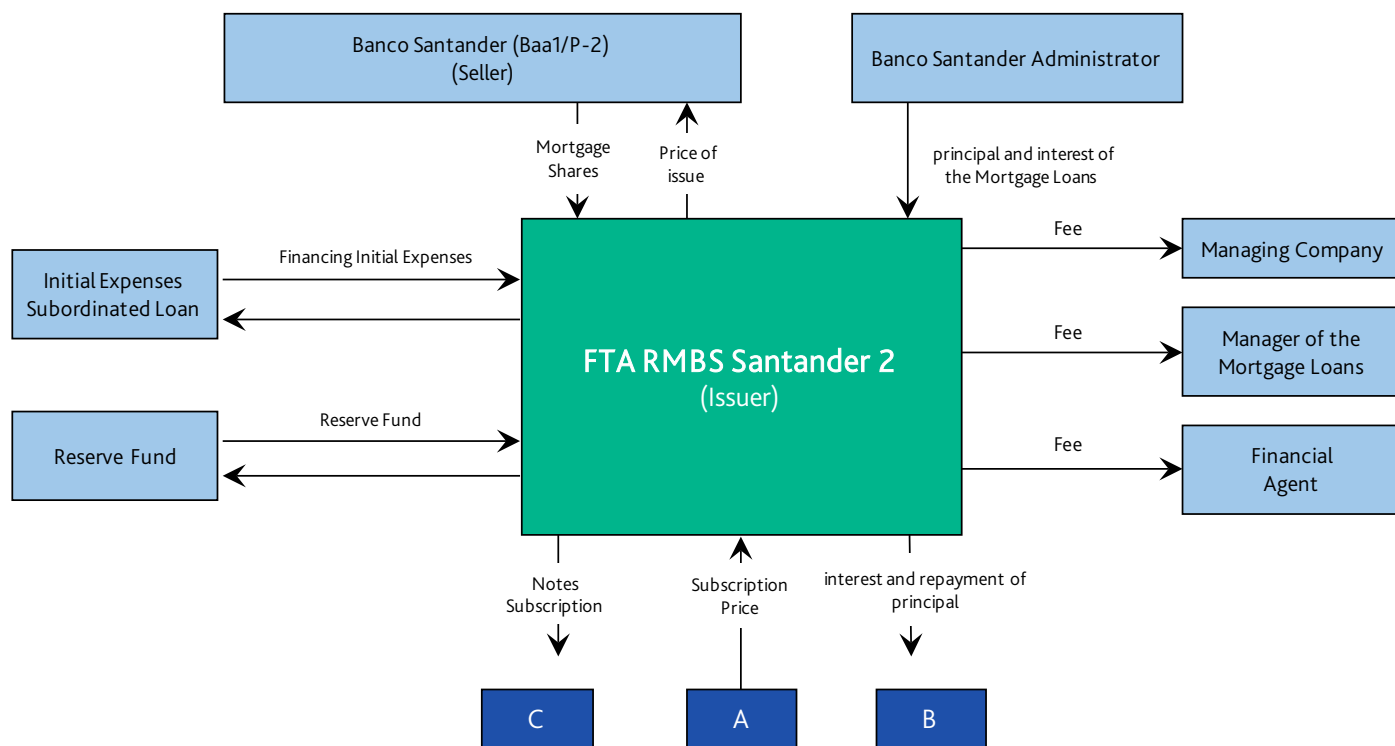 Banco Santander (Baa1/P-2)
(Seller)
Banco Santander Administrator
Mortgage
Shares
Price of
issue
principal and interest of
the Mortgage Loans
Initial Expenses
Subordinated Loan
Financing Initial Expenses
Fee
Managing Company
FTA RMBS Santander 2
(Issuer)
Fee
Manager of the
Mortgage Loans
Reserve Fund
Reserve Fund
Fee
Financial
Agent
Notes
Subscription
Subscription
Price
interest and repayment of
principal
C
A
B